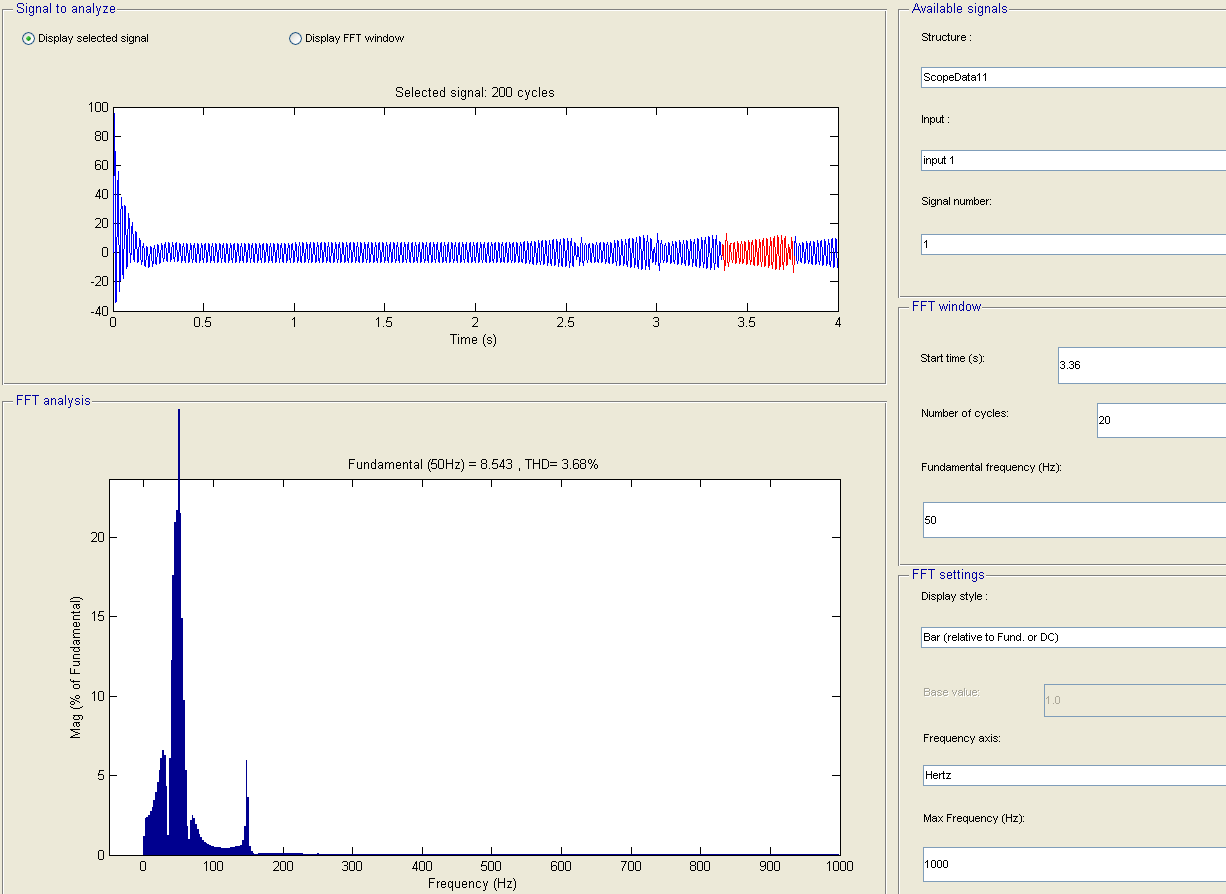 Signal to analyze
Display selected signal
Display FFT window
Selected signal: 200 cycles
100
80
60
40
20
0
-20
-40
0 0.5 1 1.5 2 2.5 3 3.5 4
Time (s)
FFT analysis
Fundamental (50Hz) = 8.543 , THD= 3.68%
20
15
10
5
0
Mag (% of Fundamental)
0 100 200 300 400 500 600 700 800 900 1000
Frequency (Hz)
Available signals
Structure :
ScopeData11
Input :
input 1
Signal number:
1
FFT window
Start time (s):
3.36
Number of cycles:
20
Fundamental frequency (Hz):
50
FFT settings
Display style :
Bar (relative to Fund. or DC)
Base value:
1.0
Frequency axis:
Hertz
Max Frequency (Hz):
1000